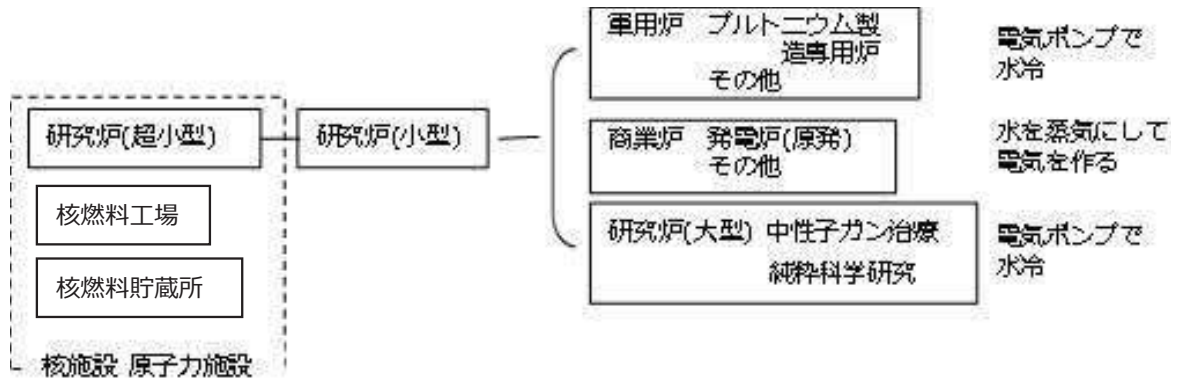 研究炉(超小型)
核燃料工場
核燃料貯蔵所
核施設 原子力施設
研究炉(小型)
軍用炉 プルトニウム製
造専用炉
その他
電気ポンプで
水冷
商業炉 発電炉(原発)
その他
水を蒸気にして
電気を作る
研究炉(大型) 中性子ガン治療
純粋科学研究
電気ポンプで
水冷